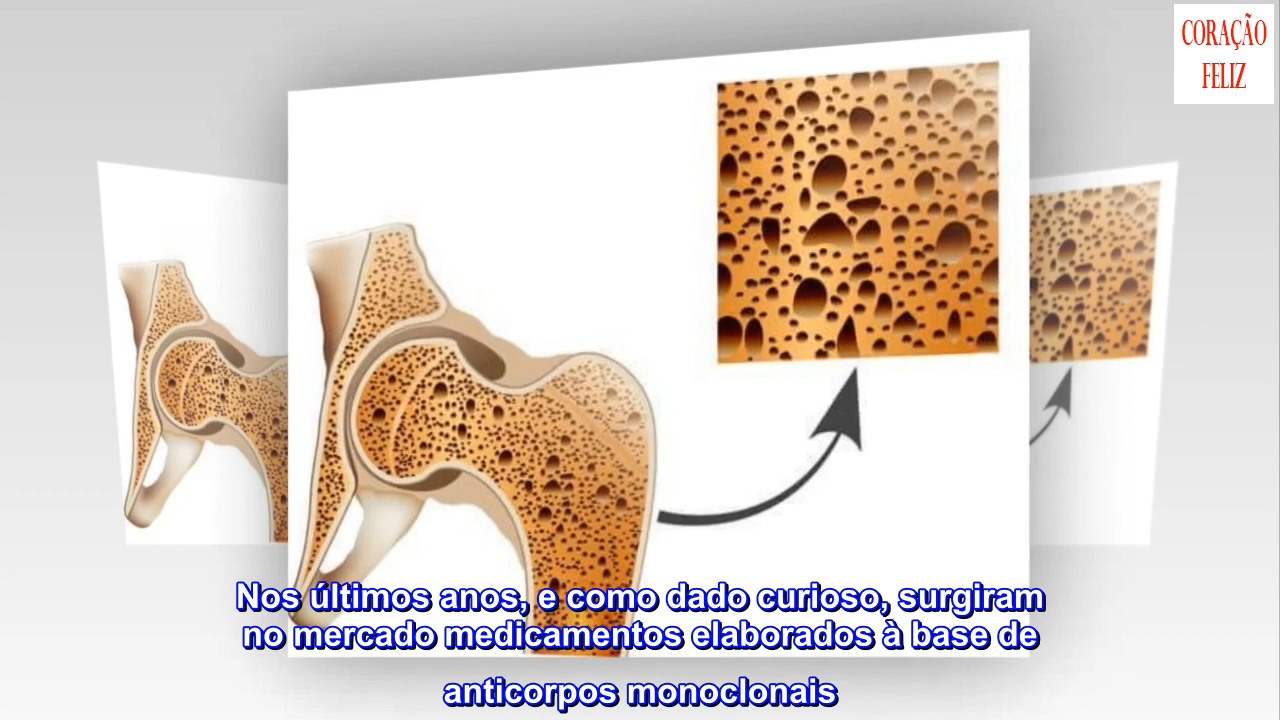 CORAÇÃO
FELIZ
Nos últimos anos, e como dado curioso, surgiram
no mercado medicamentos elaborados à base de
anticorpos monoclonais